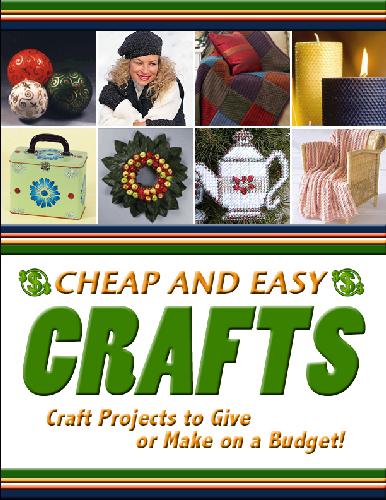 $ CHEAP AND EASY $
CRAFTS
Craft Projects to Give
or Make on a Budget!